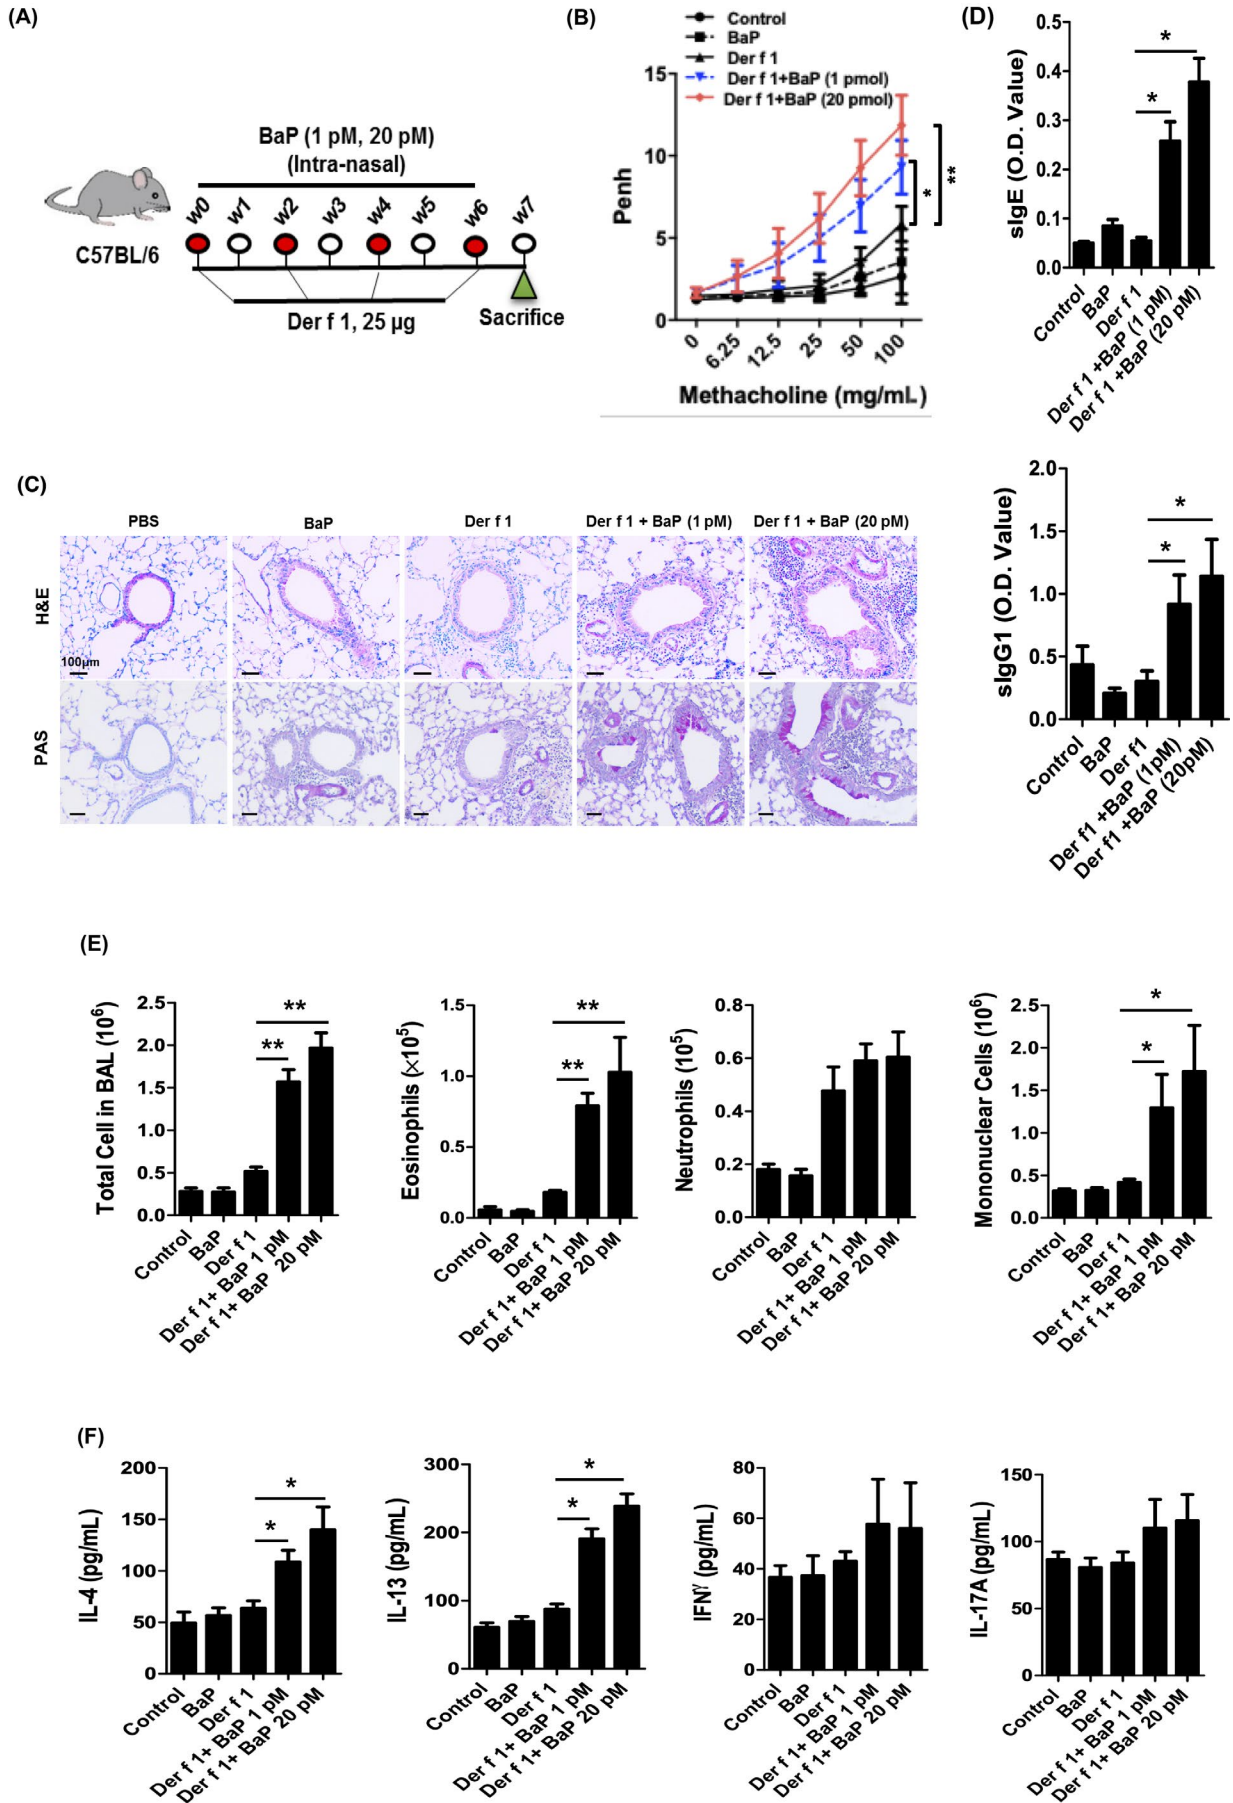 (A)
BaP (1 pM, 20 pM)
(Intra-nasal)
w0 w1 w2 w3 w4 w5 w6 w7
C57BL/6
Der f 1, 25 µg
Sacrifice
(B)
Control
BaP
Der f 1
Der f 1+BaP (1 pmol)
Der f 1+BaP (20 pmol)
Penh
15
10
5
0
*
**
0 6.25 12.5 25 50 100
Methacholine (mg/mL)
(D)
sIgE (O.D. Value)
0.5
0.4
0.3
0.2
0.1
0.0
*
*
Control
BaP
Der f 1
Der f 1 +BaP (1 pM)
Der f 1 +BaP (20 pM)
sIgG1 (O.D. Value)
2.0
1.5
1.0
0.5
0.0
*
*
Control
BaP
Der f1
Der f1 +BaP (1pM)
Der f1 +BaP (20pM)
(C)
PBS BaP Der f 1 Der f 1 + BaP (1 pM) Der f 1 + BaP (20 pM)
H&E
100µm
PAS
(E)
Total Cell in BAL (10⁶)
2.5
2.0
1.5
1.0
0.5
0.0
**
**
Control
BaP
Der f 1
Der f 1+ BaP 1 pM
Der f 1+ BaP 20 pM
Eosinophils (×10⁵)
1.5
1.0
0.5
0.0
**
**
Control
BaP
Der f 1
Der f 1+ BaP 1 pM
Der f 1+ BaP 20 pM
Neutrophils (10⁵)
0.8
0.6
0.4
0.2
0.0
Control
BaP
Der f 1
Der f 1+ BaP 1 pM
Der f 1+ BaP 20 pM
Mononuclear Cells (10⁶)
2.5
2.0
1.5
1.0
0.5
0.0
*
*
Control
BaP
Der f 1
Der f 1+ BaP 1 pM
Der f 1+ BaP 20 pM
(F)
IL-4 (pg/mL)
200
150
100
50
0
*
*
Control
BaP
Der f 1
Der f 1+ BaP 1 pM
Der f 1+ BaP 20 pM
IL-13 (pg/mL)
300
200
100
0
*
*
Control
BaP
Der f 1
Der f 1+ BaP 1 pM
Der f 1+ BaP 20 pM
IFNγ (pg/mL)
80
60
40
20
0
Control
BaP
Der f 1
Der f 1+ BaP 1 pM
Der f 1+ BaP 20 pM
IL-17A (pg/mL)
150
100
50
0
Control
BaP
Der f 1
Der f 1+ BaP 1 pM
Der f 1+ BaP 20 pM